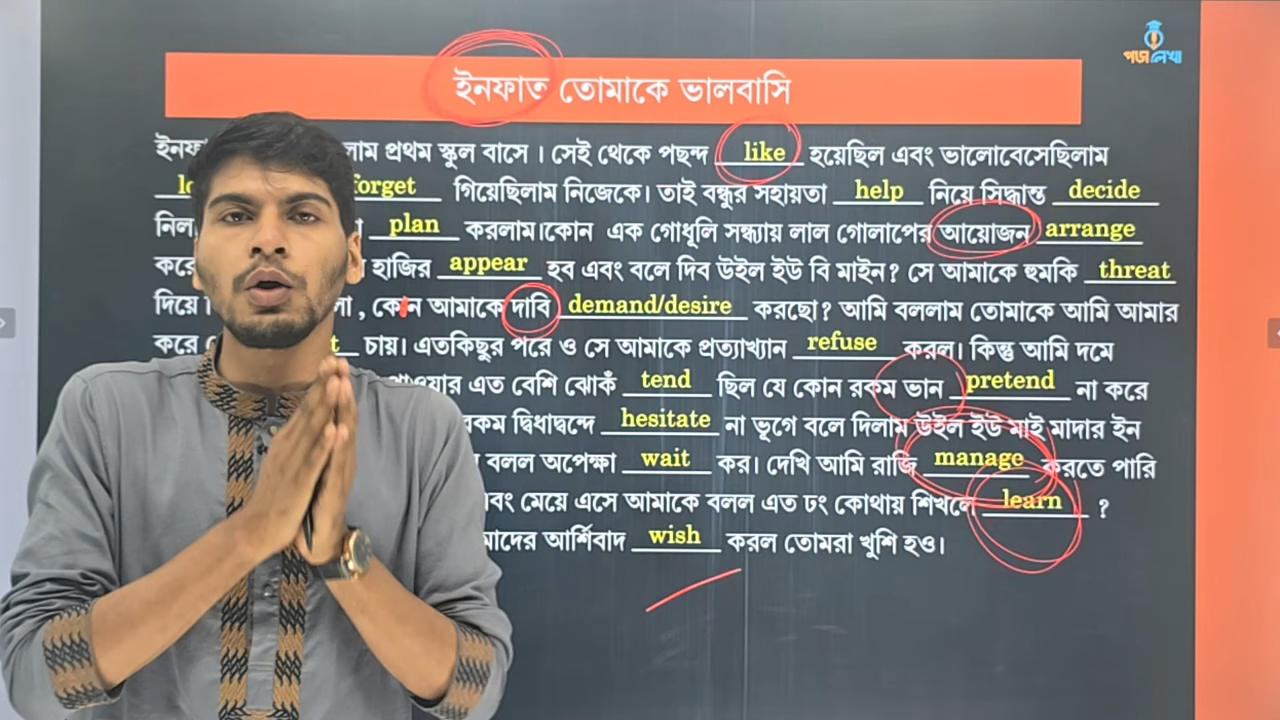 পড়ালেখা
ইনফাত তোমাকে ভালবাসি
প্রথম স্কুল বাসে । সেই থেকে পছন্দ like হয়েছিল এবং ভালোবেসেছিলাম
forget গিয়েছিলাম নিজেকে। তাই বন্ধুর সহায়তা help নিয়ে সিদ্ধান্ত decide
plan করলাম।কোন এক গোধূলি সন্ধ্যায় লাল গোলাপের আয়োজন arrange
হাজির appear হব এবং বলে দিব উইল ইউ বি মাইন? সে আমাকে হুমকি threat
দিয়ে , কোন আমাকে দাবি demand/desire করছো? আমি বললাম তোমাকে আমি আমার
করে চায়। এতকিছুর পরে ও সে আমাকে প্রত্যাখ্যান refuse করল। কিন্তু আমি দমে
এত বেশি ঝোকঁ tend ছিল যে কোন রকম ভান pretend না করে
দ্বিধাদ্বন্দে hesitate না ভূগে বলে দিলাম উইল ইউ মাই মাদার ইন
বলল অপেক্ষা wait কর। দেখি আমি রাজি manage করতে পারি
মেয়ে এসে আমাকে বলল এত ঢং কোথায় শিখলে learn ?
আর্শিবাদ wish করল তোমরা খুশি হও।